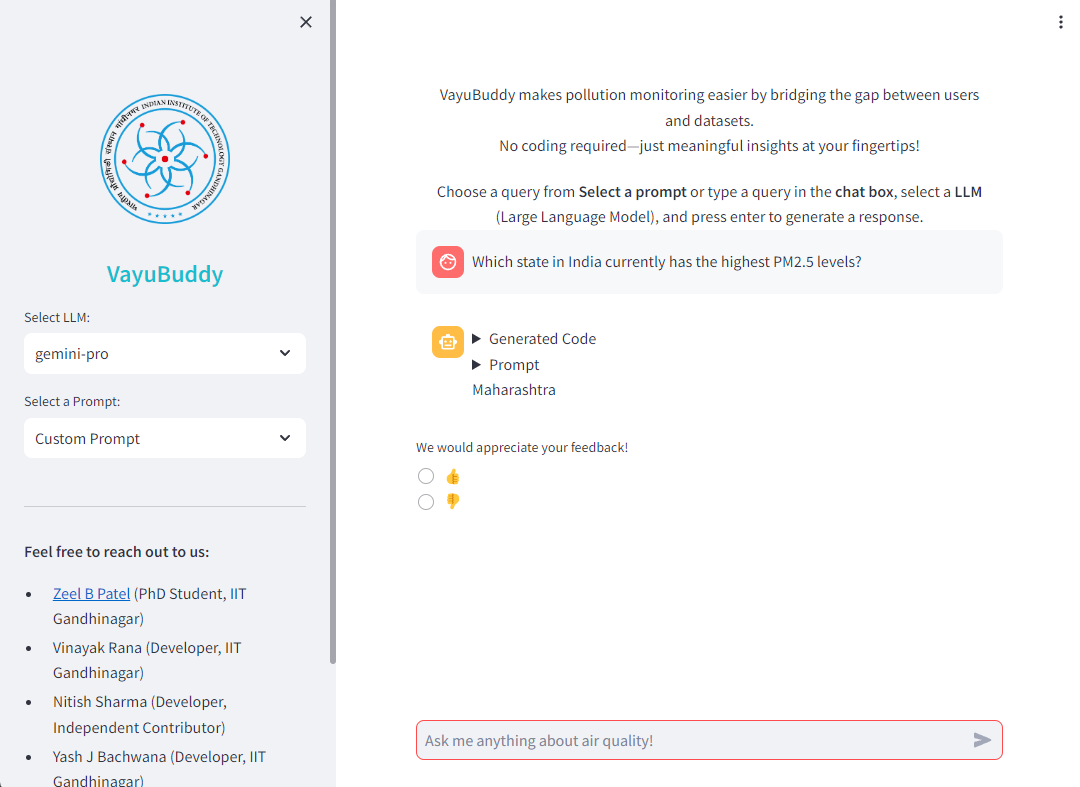 भारतीय प्रौद्योगिकी संस्थान गांधीनगर
INDIAN INSTITUTE OF TECHNOLOGY GANDHINAGAR
VayuBuddy
Select LLM:
gemini-pro
Select a Prompt:
Custom Prompt
Feel free to reach out to us:
Zeel B Patel (PhD Student, IIT
Gandhinagar)
Vinayak Rana (Developer, IIT
Gandhinagar)
Nitish Sharma (Developer,
Independent Contributor)
Yash J Bachwana (Developer, IIT
Gandhinagar)
VayuBuddy makes pollution monitoring easier by bridging the gap between users
and datasets.
No coding required—just meaningful insights at your fingertips!
Choose a query from Select a prompt or type a query in the chat box, select a LLM
(Large Language Model), and press enter to generate a response.
Which state in India currently has the highest PM2.5 levels?
Generated Code
Prompt
Maharashtra
We would appreciate your feedback!
Ask me anything about air quality!